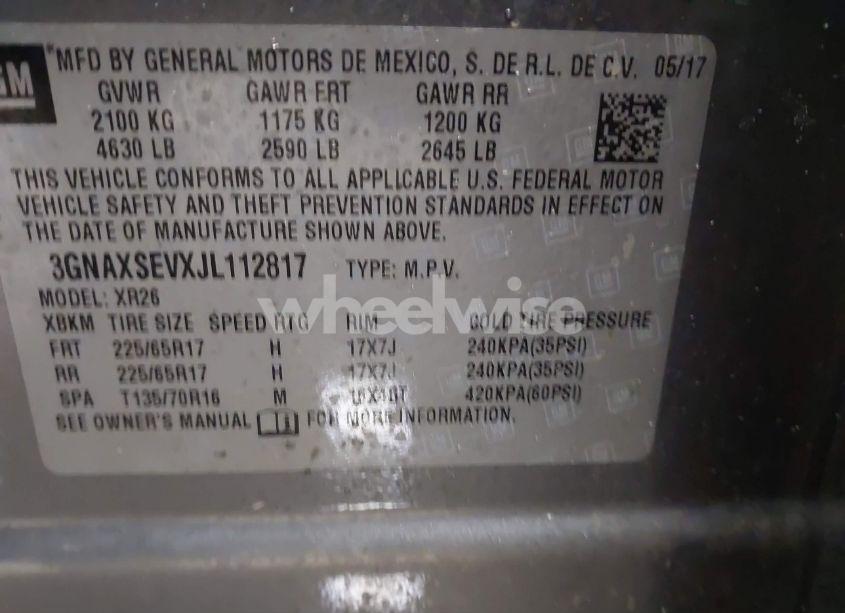 GM
*MFD BY GENERAL MOTORS DE MEXICO, S. DE R.L. DE C.V. 05/17
GVWR GAWR FRT GAWR RR
2100 KG 1175 KG 1200 KG
4630 LB 2590 LB 2645 LB
THIS VEHICLE CONFORMS TO ALL APPLICABLE U.S. FEDERAL MOTOR
VEHICLE SAFETY AND THEFT PREVENTION STANDARDS IN EFFECT ON
THE DATE OF MANUFACTURE SHOWN ABOVE.
3GNAXSEVXJL112817 TYPE: M.P.V.
MODEL: XR26
wheelwise
XBKM TIRE SIZE SPEED RTG RIM COLD TIRE PRESSURE
FRT 225/65R17 H 17X7J 240KPA(35PSI)
RR 225/65R17 H 17X7J 240KPA(35PSI)
SPA T135/70R16 M 420KPA(60PSI)
SEE OWNER'S MANUAL FOR MORE INFORMATION.